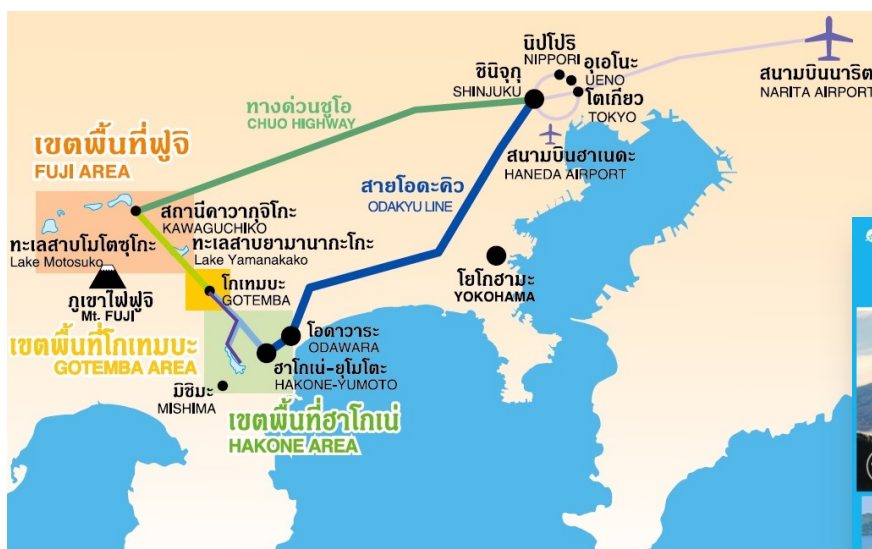 นิปโปริ
NIPPORI
อุเอโนะ
UENO
ชินิจุกุ
SHINJUKU
โตเกียว
TOKYO
สนามบินนาริต
NARITA AIRPORT
ทางด่วนชูโอ
CHUO HIGHWAY
สนามบินฮาเนดะ
HANEDA AIRPORT
เขตพื้นที่ฟูจิ
FUJI AREA
สายโอดะคิว
ODAKYU LINE
สถานีคาวากูจิโกะ
KAWAGUCHIKO
ทะเลสาบโมโตซุโกะ
Lake Motosuko
ทะเลสาบยามานากะโกะ
Lake Yamanakako
โยโกฮามะ
YOKOHAMA
ภูเขาไฟฟูจิ
Mt. FUJI
โกเทมบะ
GOTEMBA
เขตพื้นที่โกเทมบะ
GOTEMBA AREA
โอดาวาระ
ODAWARA
ฮาโกเน่-ยุโมโตะ
HAKONE-YUMOTO
มิชิมะ
MISHIMA
เขตพื้นที่ฮาโกเน่
HAKONE AREA